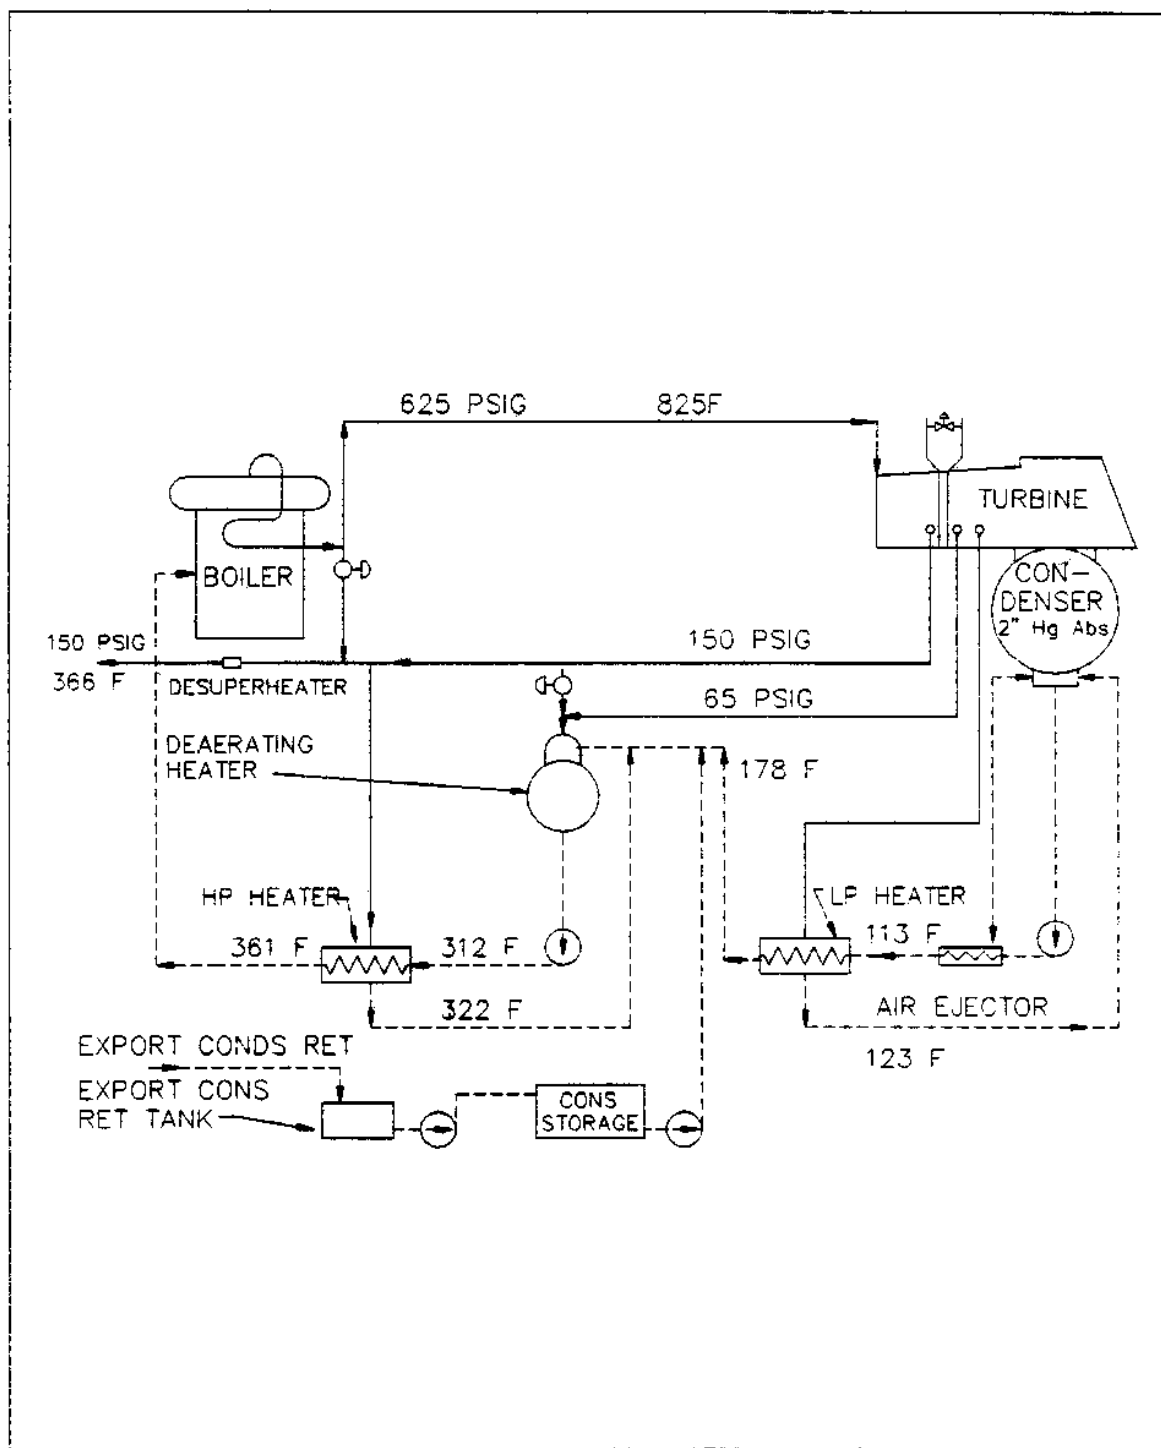 625 PSIG 825F
TURBINE
BOILER
CON-
DENSER
2" Hg Abs
150 PSIG
366 F
DESUPERHEATER
150 PSIG
65 PSIG
DEAERATING
HEATER
178 F
HP HEATER
LP HEATER
361 F
312 F
113 F
322 F
AIR EJECTOR
123 F
EXPORT CONDS RET
EXPORT CONS
RET TANK
CONS
STORAGE